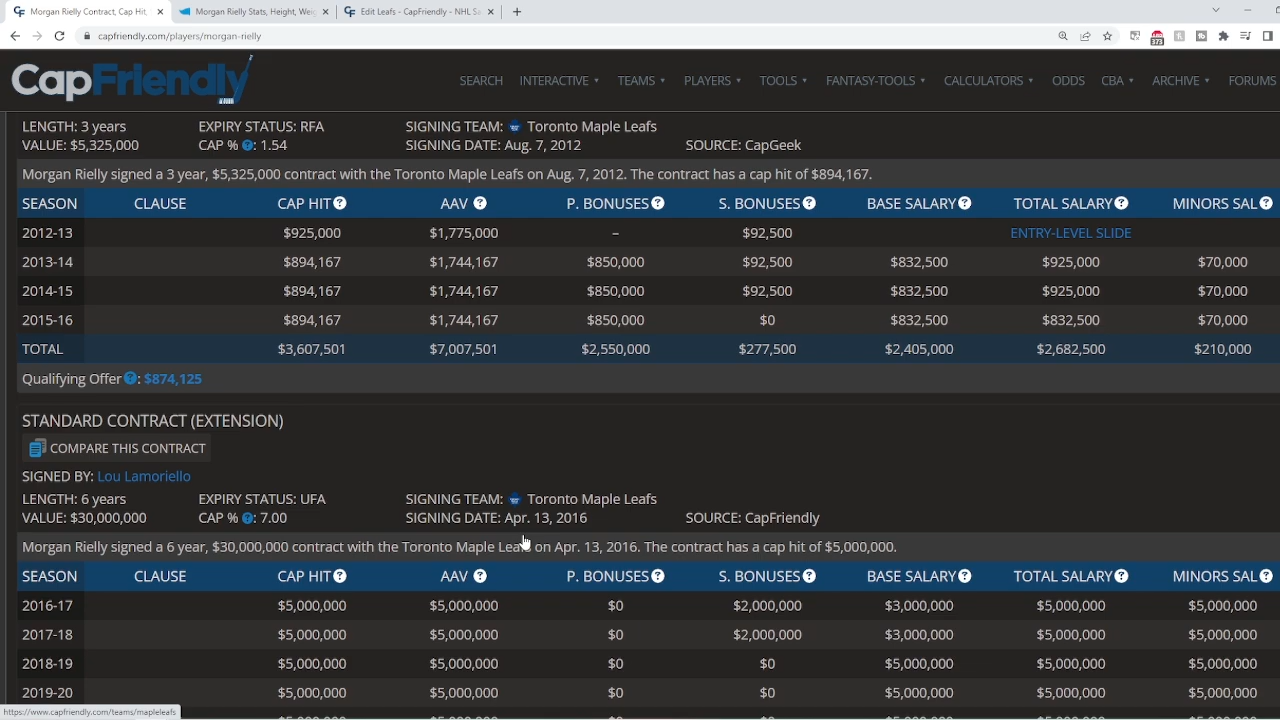 Morgan Rielly Contract, Cap Hit, Morgan Rielly Stats, Height, Weig Edit Leafs - CapFriendly - NHL Sa
capfriendly.com/players/morgan-rielly
373
CapFriendly SEARCH INTERACTIVE TEAMS PLAYERS TOOLS FANTASY-TOOLS CALCULATORS ODDS CBA ARCHIVE FORUMS
LENGTH: 3 years EXPIRY STATUS: RFA SIGNING TEAM: Toronto Maple Leafs
VALUE: $5,325,000 CAP % ?: 1.54 SIGNING DATE: Aug. 7, 2012 SOURCE: CapGeek
Morgan Rielly signed a 3 year, $5,325,000 contract with the Toronto Maple Leafs on Aug. 7, 2012. The contract has a cap hit of $894,167.
SEASON CLAUSE CAP HIT ? AAV ? P. BONUSES ? S. BONUSES ? BASE SALARY ? TOTAL SALARY ? MINORS SAL ?
2012-13 $925,000 $1,775,000 – $92,500 ENTRY-LEVEL SLIDE
2013-14 $894,167 $1,744,167 $850,000 $92,500 $832,500 $925,000 $70,000
2014-15 $894,167 $1,744,167 $850,000 $92,500 $832,500 $925,000 $70,000
2015-16 $894,167 $1,744,167 $850,000 $0 $832,500 $832,500 $70,000
TOTAL $3,607,501 $7,007,501 $2,550,000 $277,500 $2,405,000 $2,682,500 $210,000
Qualifying Offer ?: $874,125
STANDARD CONTRACT (EXTENSION)
COMPARE THIS CONTRACT
SIGNED BY: Lou Lamoriello
LENGTH: 6 years EXPIRY STATUS: UFA SIGNING TEAM: Toronto Maple Leafs
VALUE: $30,000,000 CAP % ?: 7.00 SIGNING DATE: Apr. 13, 2016 SOURCE: CapFriendly
Morgan Rielly signed a 6 year, $30,000,000 contract with the Toronto Maple Leafs on Apr. 13, 2016. The contract has a cap hit of $5,000,000.
SEASON CLAUSE CAP HIT ? AAV ? P. BONUSES ? S. BONUSES ? BASE SALARY ? TOTAL SALARY ? MINORS SAL ?
2016-17 $5,000,000 $5,000,000 $0 $2,000,000 $3,000,000 $5,000,000 $5,000,000
2017-18 $5,000,000 $5,000,000 $0 $2,000,000 $3,000,000 $5,000,000 $5,000,000
2018-19 $5,000,000 $5,000,000 $0 $0 $5,000,000 $5,000,000 $5,000,000
2019-20 $5,000,000 $5,000,000 $0 $0 $5,000,000 $5,000,000 $5,000,000
https://www.capfriendly.com/teams/mapleleafs